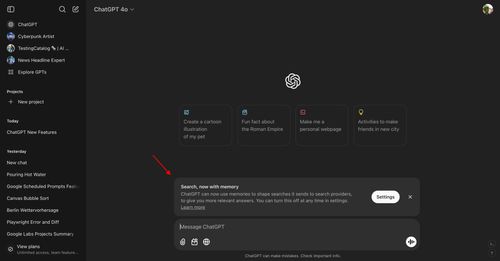 ChatGPT
Cyberpunk Artist
TestingCatalog 🗞 | AI ...
News Headline Expert
Explore GPTs
Projects
New project
Today
ChatGPT New Features
Yesterday
New chat
Pouring Hot Water
Google Scheduled Prompts Feat
Canvas Bubble Sort
Berlin Wettervorhersage
Playwright Error and Diff
Google Labs Projects Summary
View plans
Unlimited access, team feature...
ChatGPT 4o
Create a cartoon
illustration
of my pet
Fun fact about
the Roman Empire
Make me a
personal webpage
Activities to make
friends in new city
Search, now with memory
ChatGPT can now use memories to shape searches it sends to search providers,
to give you more relevant answers. You can turn this off at any time in settings.
Learn more
Settings
Message ChatGPT
ChatGPT can make mistakes. Check important info.